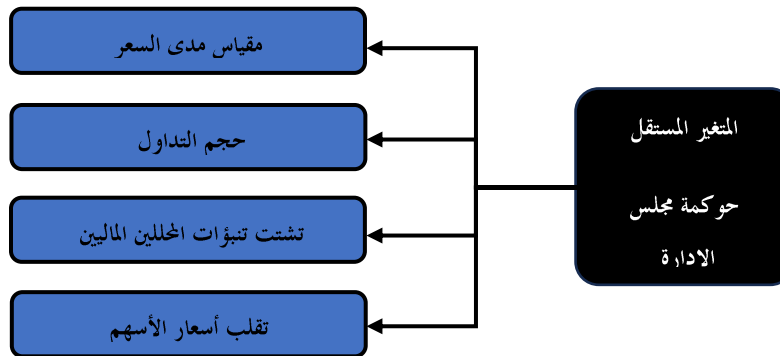 مقياس مدى السعر
المتغير المستقل
حجم التداول
حوكمة مجلس
الادارة
تشتت تنبؤات المحللين الماليين
تقلب أسعار الأسهم